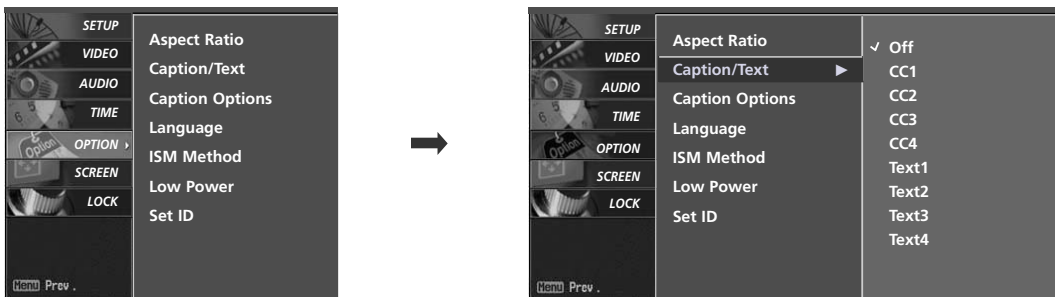 SETUP
VIDEO
AUDIO
TIME
OPTION
SCREEN
LOCK
Menu Prev .
Aspect Ratio
Caption/Text
Caption Options
Language
ISM Method
Low Power
Set ID
SETUP
VIDEO
AUDIO
TIME
OPTION
SCREEN
LOCK
Menu Prev .
Aspect Ratio
Caption/Text ▶
Caption Options
Language
ISM Method
Low Power
Set ID
✓ Off
CC1
CC2
CC3
CC4
Text1
Text2
Text3
Text4